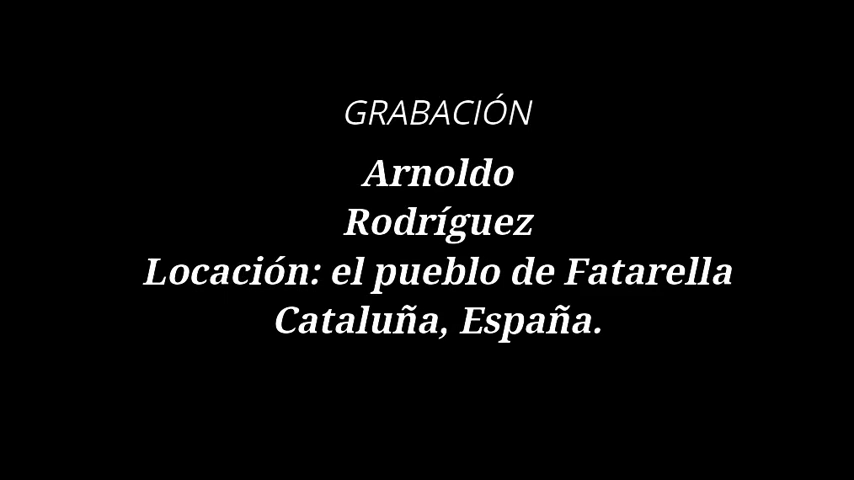 GRABACIÓN
Arnoldo
Rodríguez
Locación: el pueblo de Fatarella
Cataluña, España.